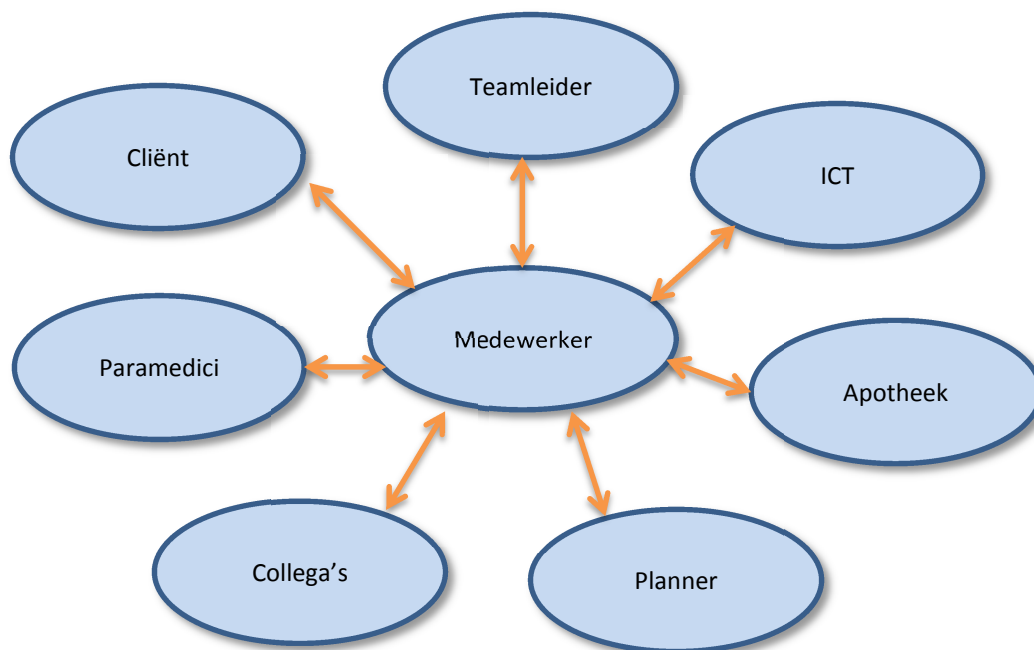 Teamleider
Cliënt
ICT
Medewerker
Paramedici
Apotheek
Collega’s
Planner